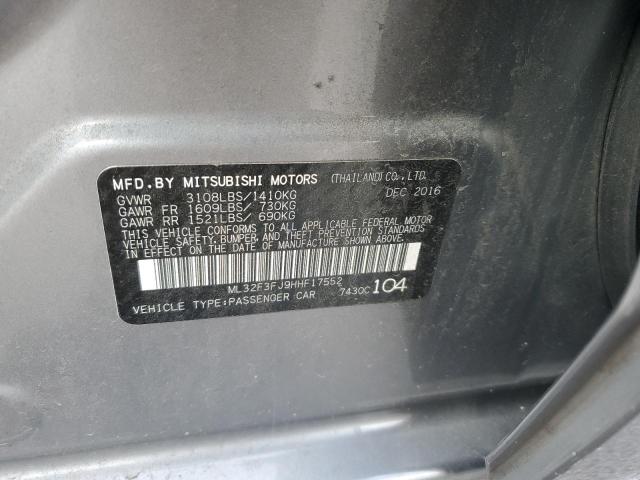 MFD.BY MITSUBISHI MOTORS (THAILAND) CO.,LTD.
GVWR 3108LBS/1410KG DEC 2016
GAWR FR 1609LBS/ 730KG
GAWR RR 1521LBS/ 690KG
THIS VEHICLE CONFORMS TO ALL APPLICABLE FEDERAL MOTOR
VEHICLE SAFETY, BUMPER, AND THEFT PREVENTION STANDARDS
IN EFFECT ON THE DATE OF MANUFACTURE SHOWN ABOVE.
ML32F3FJ9HHF17552
VEHICLE TYPE:PASSENGER CAR 7430C 104